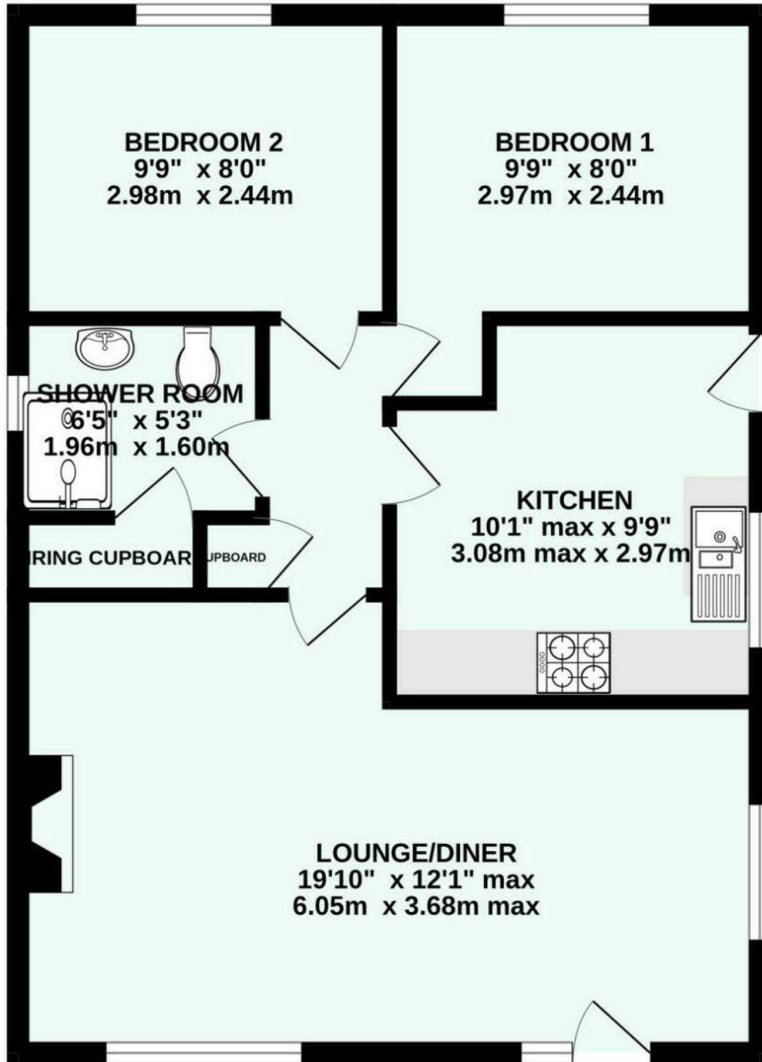 BEDROOM 2
9'9" x 8'0"
2.98m x 2.44m
BEDROOM 1
9'9" x 8'0"
2.97m x 2.44m
SHOWER ROOM
6'5" x 5'3"
1.96m x 1.60m
KITCHEN
10'1" max x 9'9"
3.08m max x 2.97m
IRING CUPBOAR
UPBOARD
LOUNGE/DINER
19'10" x 12'1" max
6.05m x 3.68m max